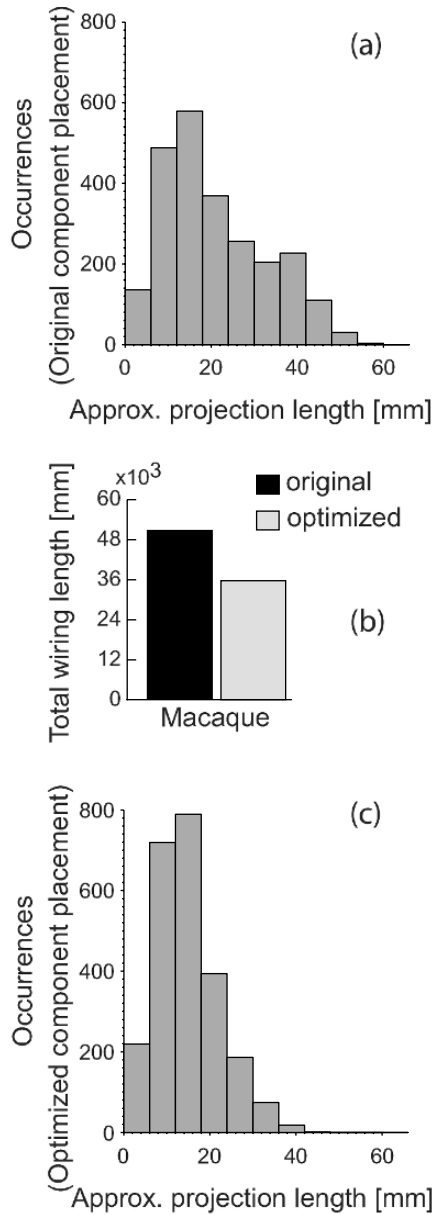 (a)
Occurrences
(Original component placement)
800
600
400
200
0
0 20 40 60
Approx. projection length [mm]
x10³
Total wiring length [mm]
60
48
36
24
12
0
original
optimized
(b)
Macaque
(c)
Occurrences
(Optimized component placement)
800
600
400
200
0
0 20 40 60
Approx. projection length [mm]